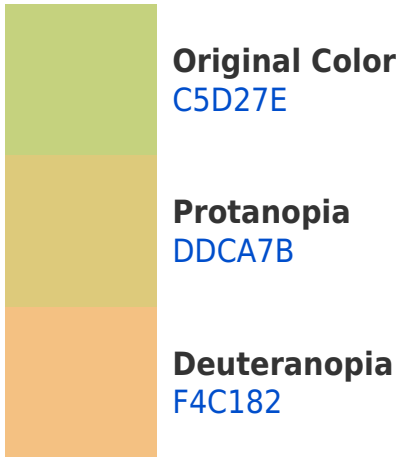 Original Color
C5D27E
Protanopia
DDCA7B
Deuteranopia
F4C182